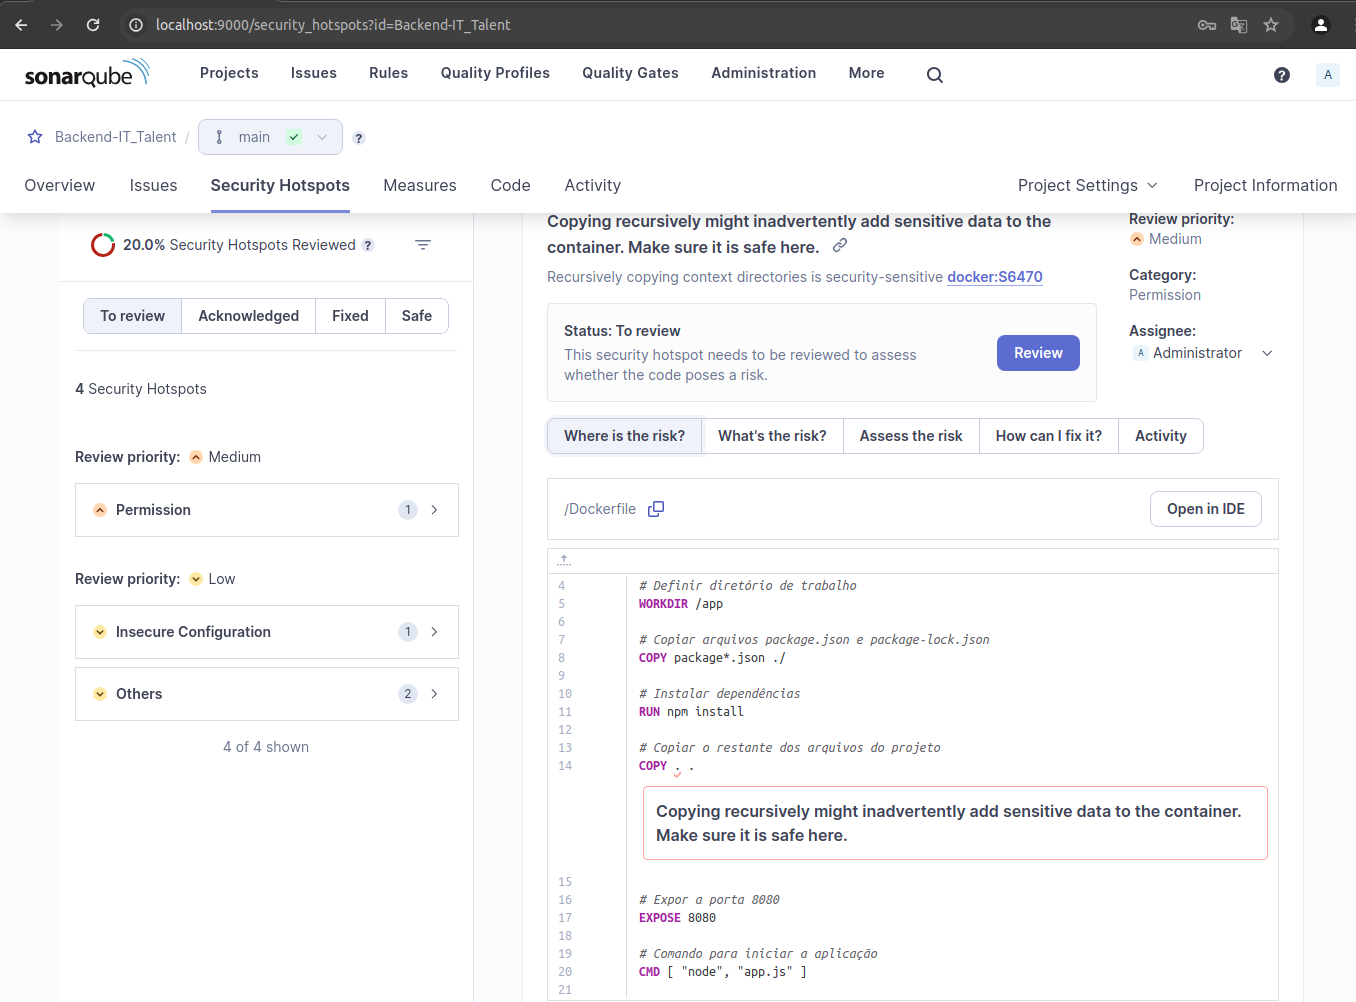 localhost:9000/security_hotspots?id=Backend-IT_Talent
sonarqube
Projects Issues Rules Quality Profiles Quality Gates Administration More
? A
Backend-IT_Talent / main ?
Overview Issues Security Hotspots Measures Code Activity Project Settings Project Information
20.0% Security Hotspots Reviewed ?
To review Acknowledged Fixed Safe
4 Security Hotspots
Review priority: Medium
Permission 1
Review priority: Low
Insecure Configuration 1
Others 2
4 of 4 shown
Copying recursively might inadvertently add sensitive data to the
container. Make sure it is safe here.
Recursively copying context directories is security-sensitive docker:S6470
Status: To review
This security hotspot needs to be reviewed to assess
whether the code poses a risk.
Review
Review priority:
Medium
Category:
Permission
Assignee:
A Administrator
Where is the risk? What's the risk? Assess the risk How can I fix it? Activity
/Dockerfile Open in IDE
4 # Definir diretório de trabalho
5 WORKDIR /app
6
7 # Copiar arquivos package.json e package-lock.json
8 COPY package*.json ./
9
10 # Instalar dependências
11 RUN npm install
12
13 # Copiar o restante dos arquivos do projeto
14 COPY . .
Copying recursively might inadvertently add sensitive data to the container.
Make sure it is safe here.
15
16 # Expor a porta 8080
17 EXPOSE 8080
18
19 # Comando para iniciar a aplicação
20 CMD [ "node", "app.js" ]
21